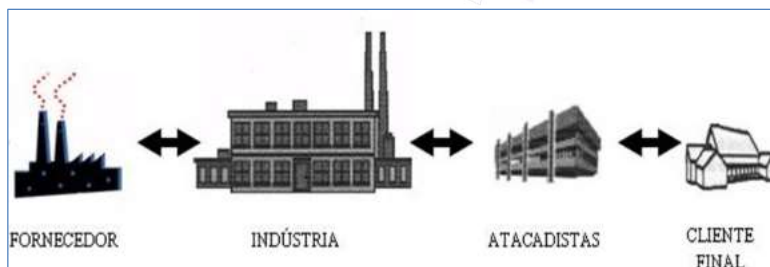 FORNECEDOR
INDÚSTRIA
ATACADISTAS
CLIENTE
FINAL